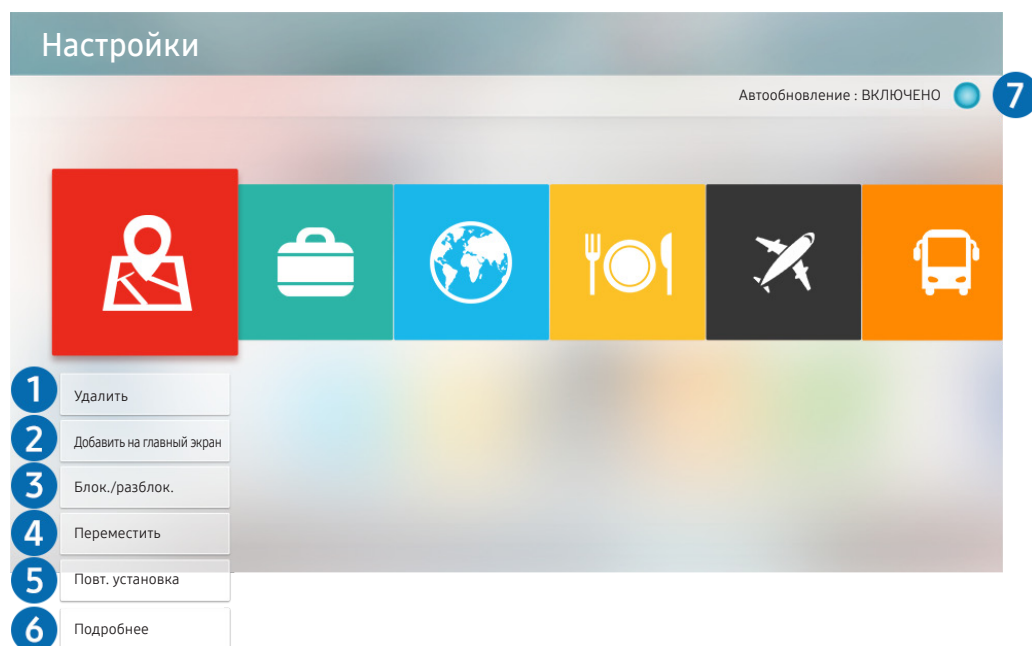 Настройки
Автообновление : ВКЛЮЧЕНО 7
1 Удалить
2 Добавить на главный экран
3 Блок./разблок.
4 Переместить
5 Повт. установка
6 Подробнее